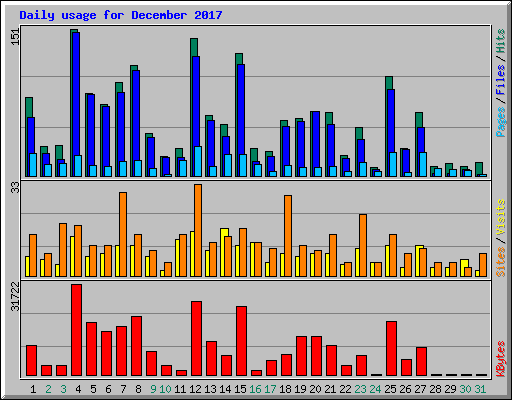 Daily usage for December 2017
151
Pages / Files / Hits
33
Sites / Visits
31722
KBytes
1 2 3 4 5 6 7 8 9 10 11 12 13 14 15 16 17 18 19 20 21 22 23 24 25 26 27 28 29 30 31